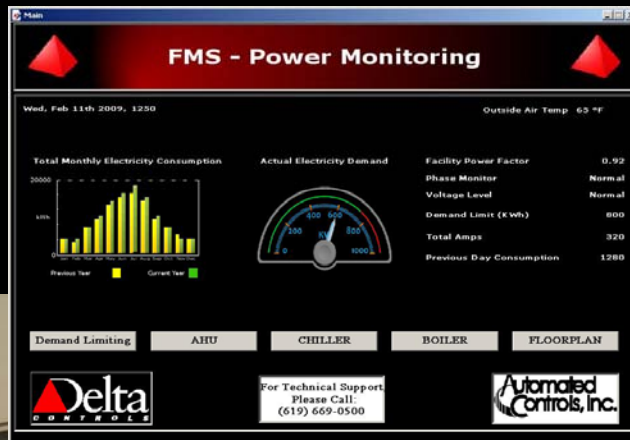 Main
FMS - Power Monitoring
Wed, Feb 11th 2009, 1250
Outside Air Temp 65 °F
Total Monthly Electricity Consumption
Actual Electricity Demand
20000
0
Previous Year
Current Year
0
200
400
600
800
1000
Facility Power Factor 0.92
Phase Monitor Normal
Voltage Level Normal
Demand Limit (KWh) 800
Total Amps 320
Previous Day Consumption 1280
Demand Limiting
AHU
CHILLER
BOILER
FLOORPLAN
Delta
CONTROLS
For Technical Support
Please Call:
(619) 669-0500
Automated
Controls, Inc.